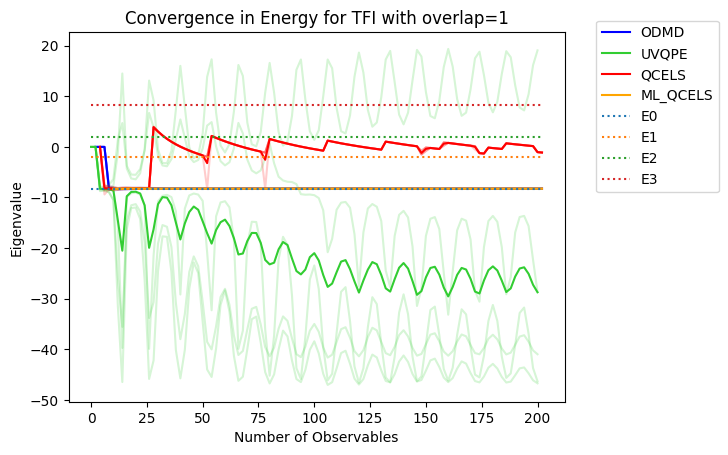 Convergence in Energy for TFI with overlap=1
20
10
0
−10
−20
−30
−40
−50
Eigenvalue
0
25
50
75
100
125
150
175
200
Number of Observables
ODMD
UVQPE
QCELS
ML_QCELS
E0
E1
E2
E3